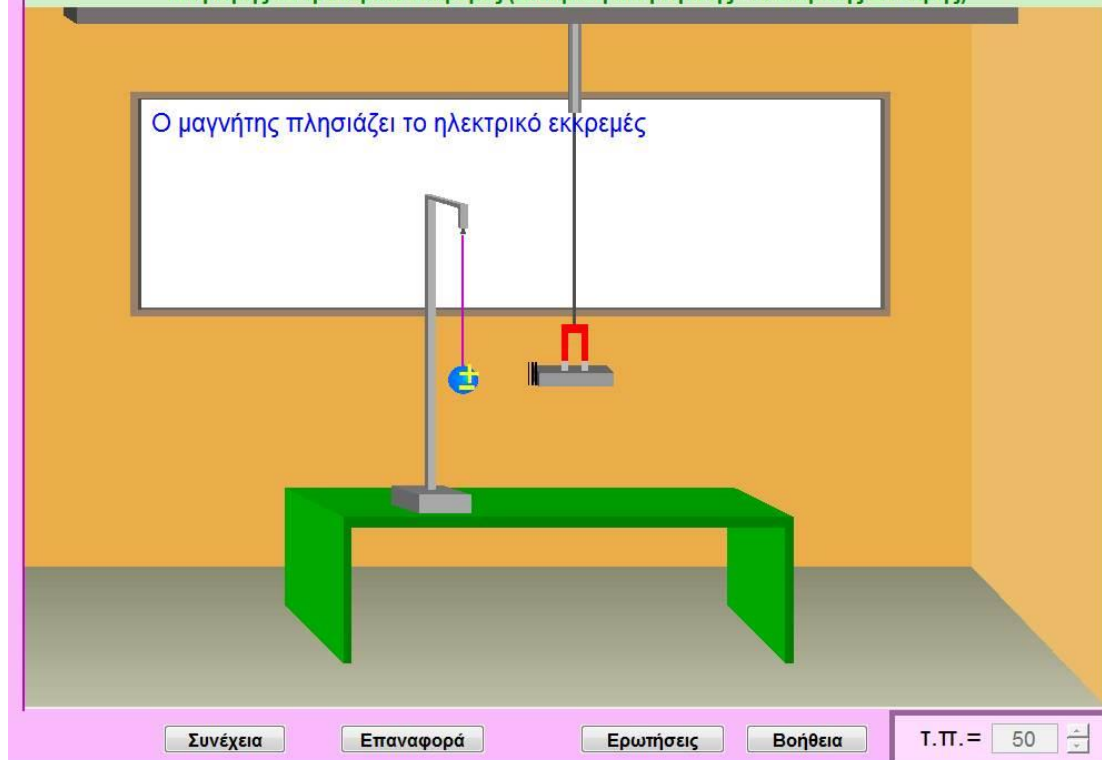 Ο μαγνήτης πλησιάζει το ηλεκτρικό εκκρεμές
+
−
Συνέχεια
Επαναφορά
Ερωτήσεις
Βοήθεια
τ.π.=
50